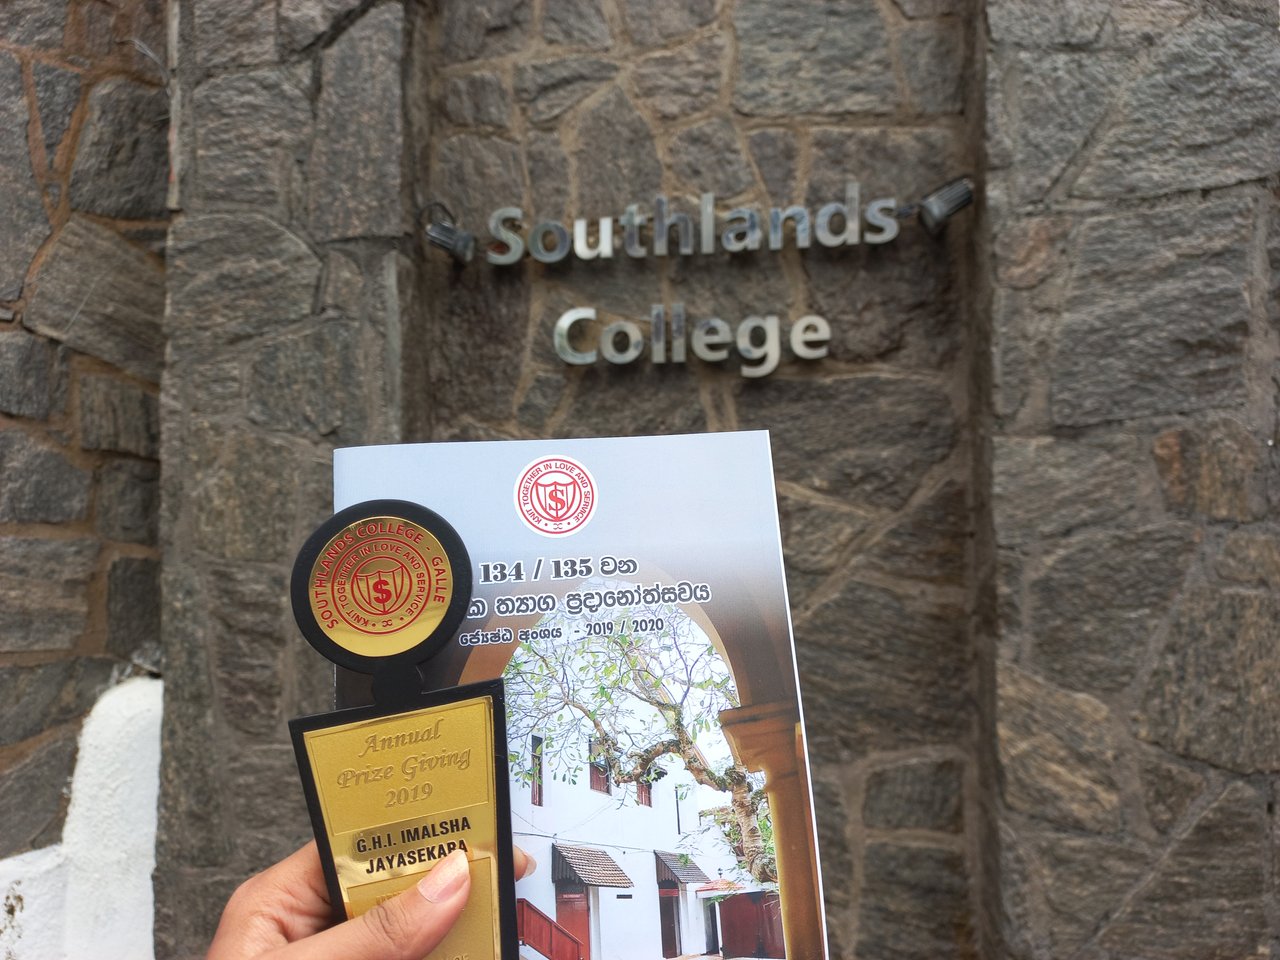 Southlands
College
KNIT TOGETHER IN LOVE AND SERVICE
S
134 / 135 වන
ත්‍යාග ප්‍රදානෝත්සවය
ජ්‍යෙෂ්ඨ අංශය - 2019 / 2020
SOUTHLANDS COLLEGE - GALLE
KNIT TOGETHER IN LOVE AND SERVICE
S
Annual
Prize Giving
2019
G.H.I. IMALSHA
JAYASEKARA